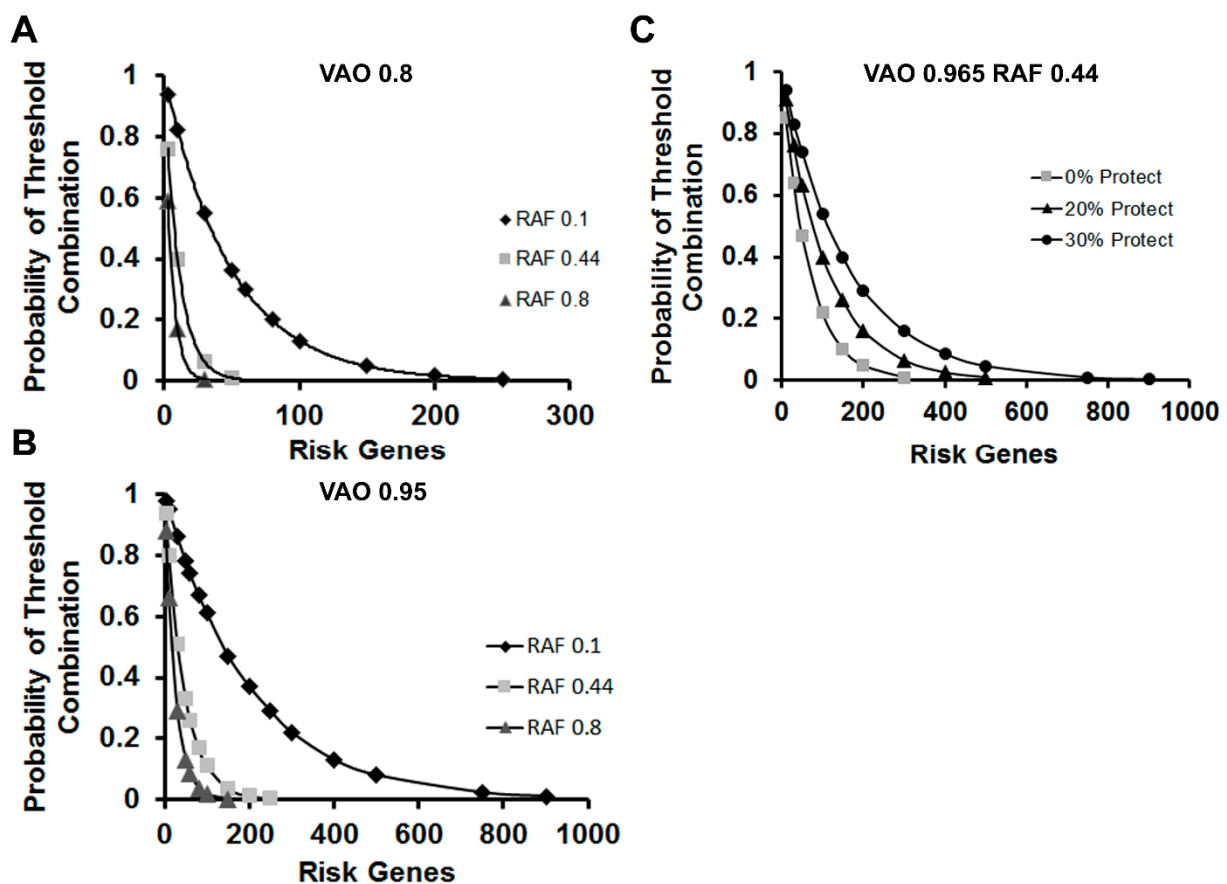 A
VAO 0.8
Probability of Threshold
Combination
1
0.8
0.6
0.4
0.2
0
0 100 200 300
Risk Genes
RAF 0.1
RAF 0.44
RAF 0.8
B
VAO 0.95
Probability of Threshold
Combination
1
0.8
0.6
0.4
0.2
0
0 200 400 600 800 1000
Risk Genes
RAF 0.1
RAF 0.44
RAF 0.8
C
VAO 0.965 RAF 0.44
Probability of Threshold
Combination
1
0.8
0.6
0.4
0.2
0
0 200 400 600 800 1000
Risk Genes
0% Protect
20% Protect
30% Protect